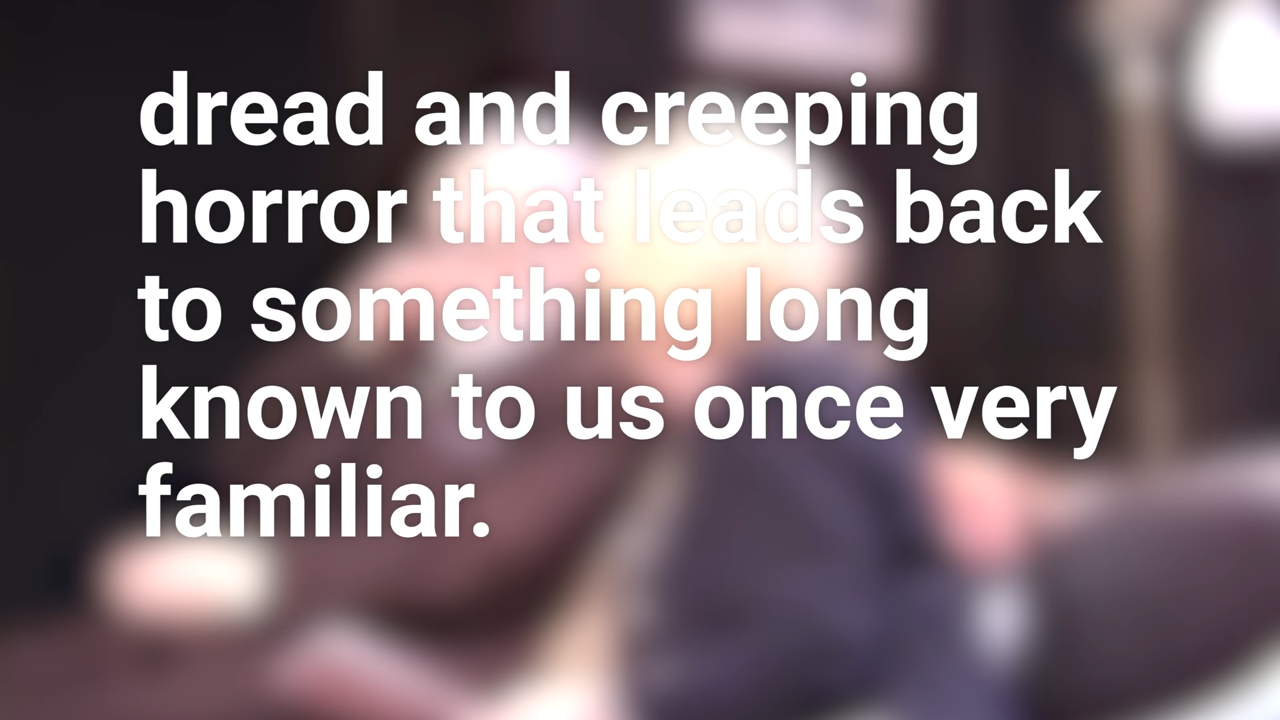 dread and creeping
horror that leads back
to something long
known to us once very
familiar.